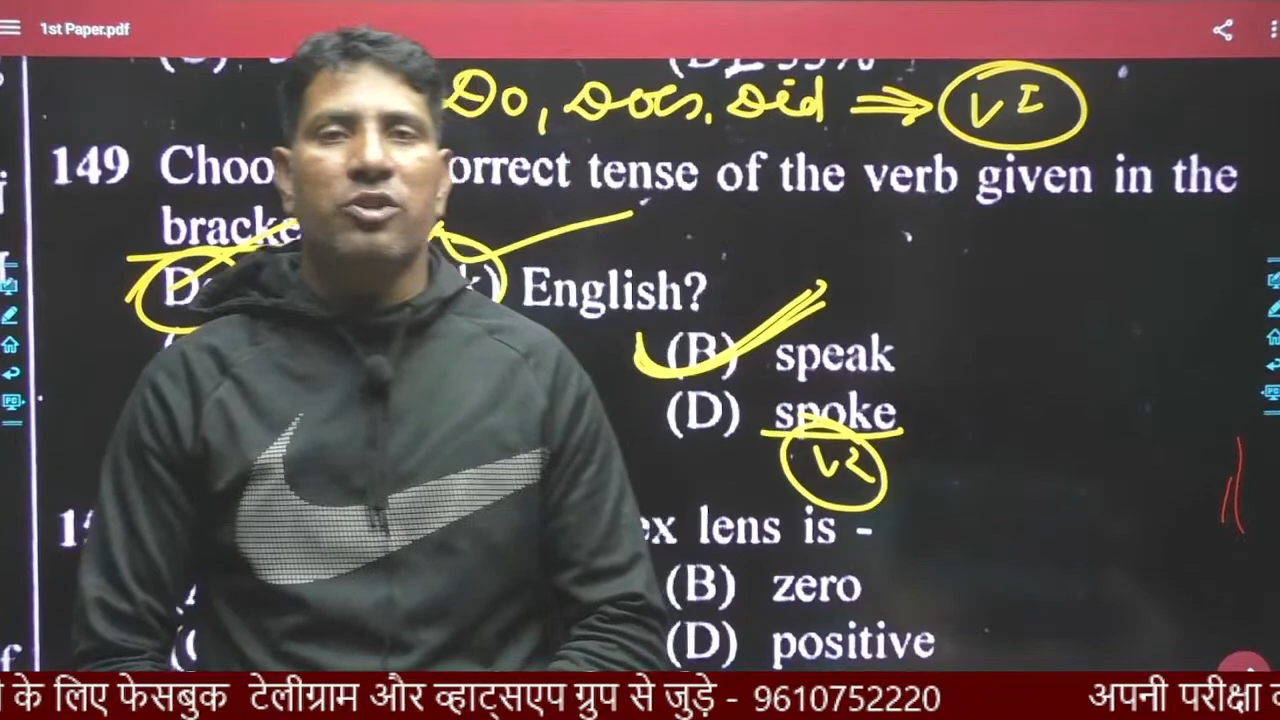 1st Paper.pdf
Do, Does, Did ⇒ V I
149 Choo orrect tense of the verb given in the
bracke
D k) English?
(B) speak
(D) spoke
V2
ex lens is -
(B) zero
(D) positive
के लिए फेसबुक टेलीग्राम और व्हाट्सएप ग्रुप से जुड़े - 9610752220 अपनी परीक्षा